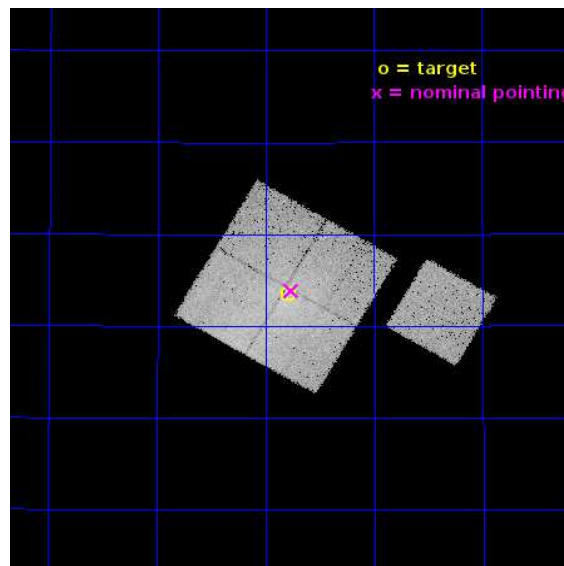 o = target
x = nominal pointing